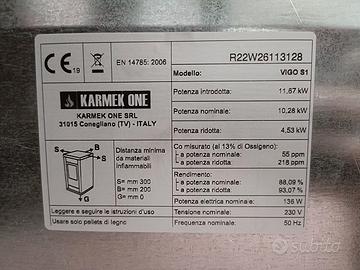 CE 19
EN 14785: 2006
R22W26113128
Modello: VIGO S1
KARMEK ONE
KARMEK ONE SRL
31015 Conegliano (TV) - ITALY
Potenza introdotta: 11,67 kW
Potenza nominale: 10,28 kW
Potenza ridotta: 4,53 kW
Co misurato (al 13% di Ossigeno):
- a potenza nominale: 55 ppm
- a potenza ridotta: 218 ppm
Rendimento:
- a potenza nominale: 88,09 %
- a potenza ridotta: 93,07 %
Potenza elettrica nominale: 136 W
Tensione nominale: 230 V
Frequenza nominale: 50 Hz
S
B
S
G
Distanza minima
da materiali
infiammabili
S= mm 300
B= mm 200
G= mm 0
Leggere e seguire le istruzioni d'uso
Usare solo pellets di legno
subito